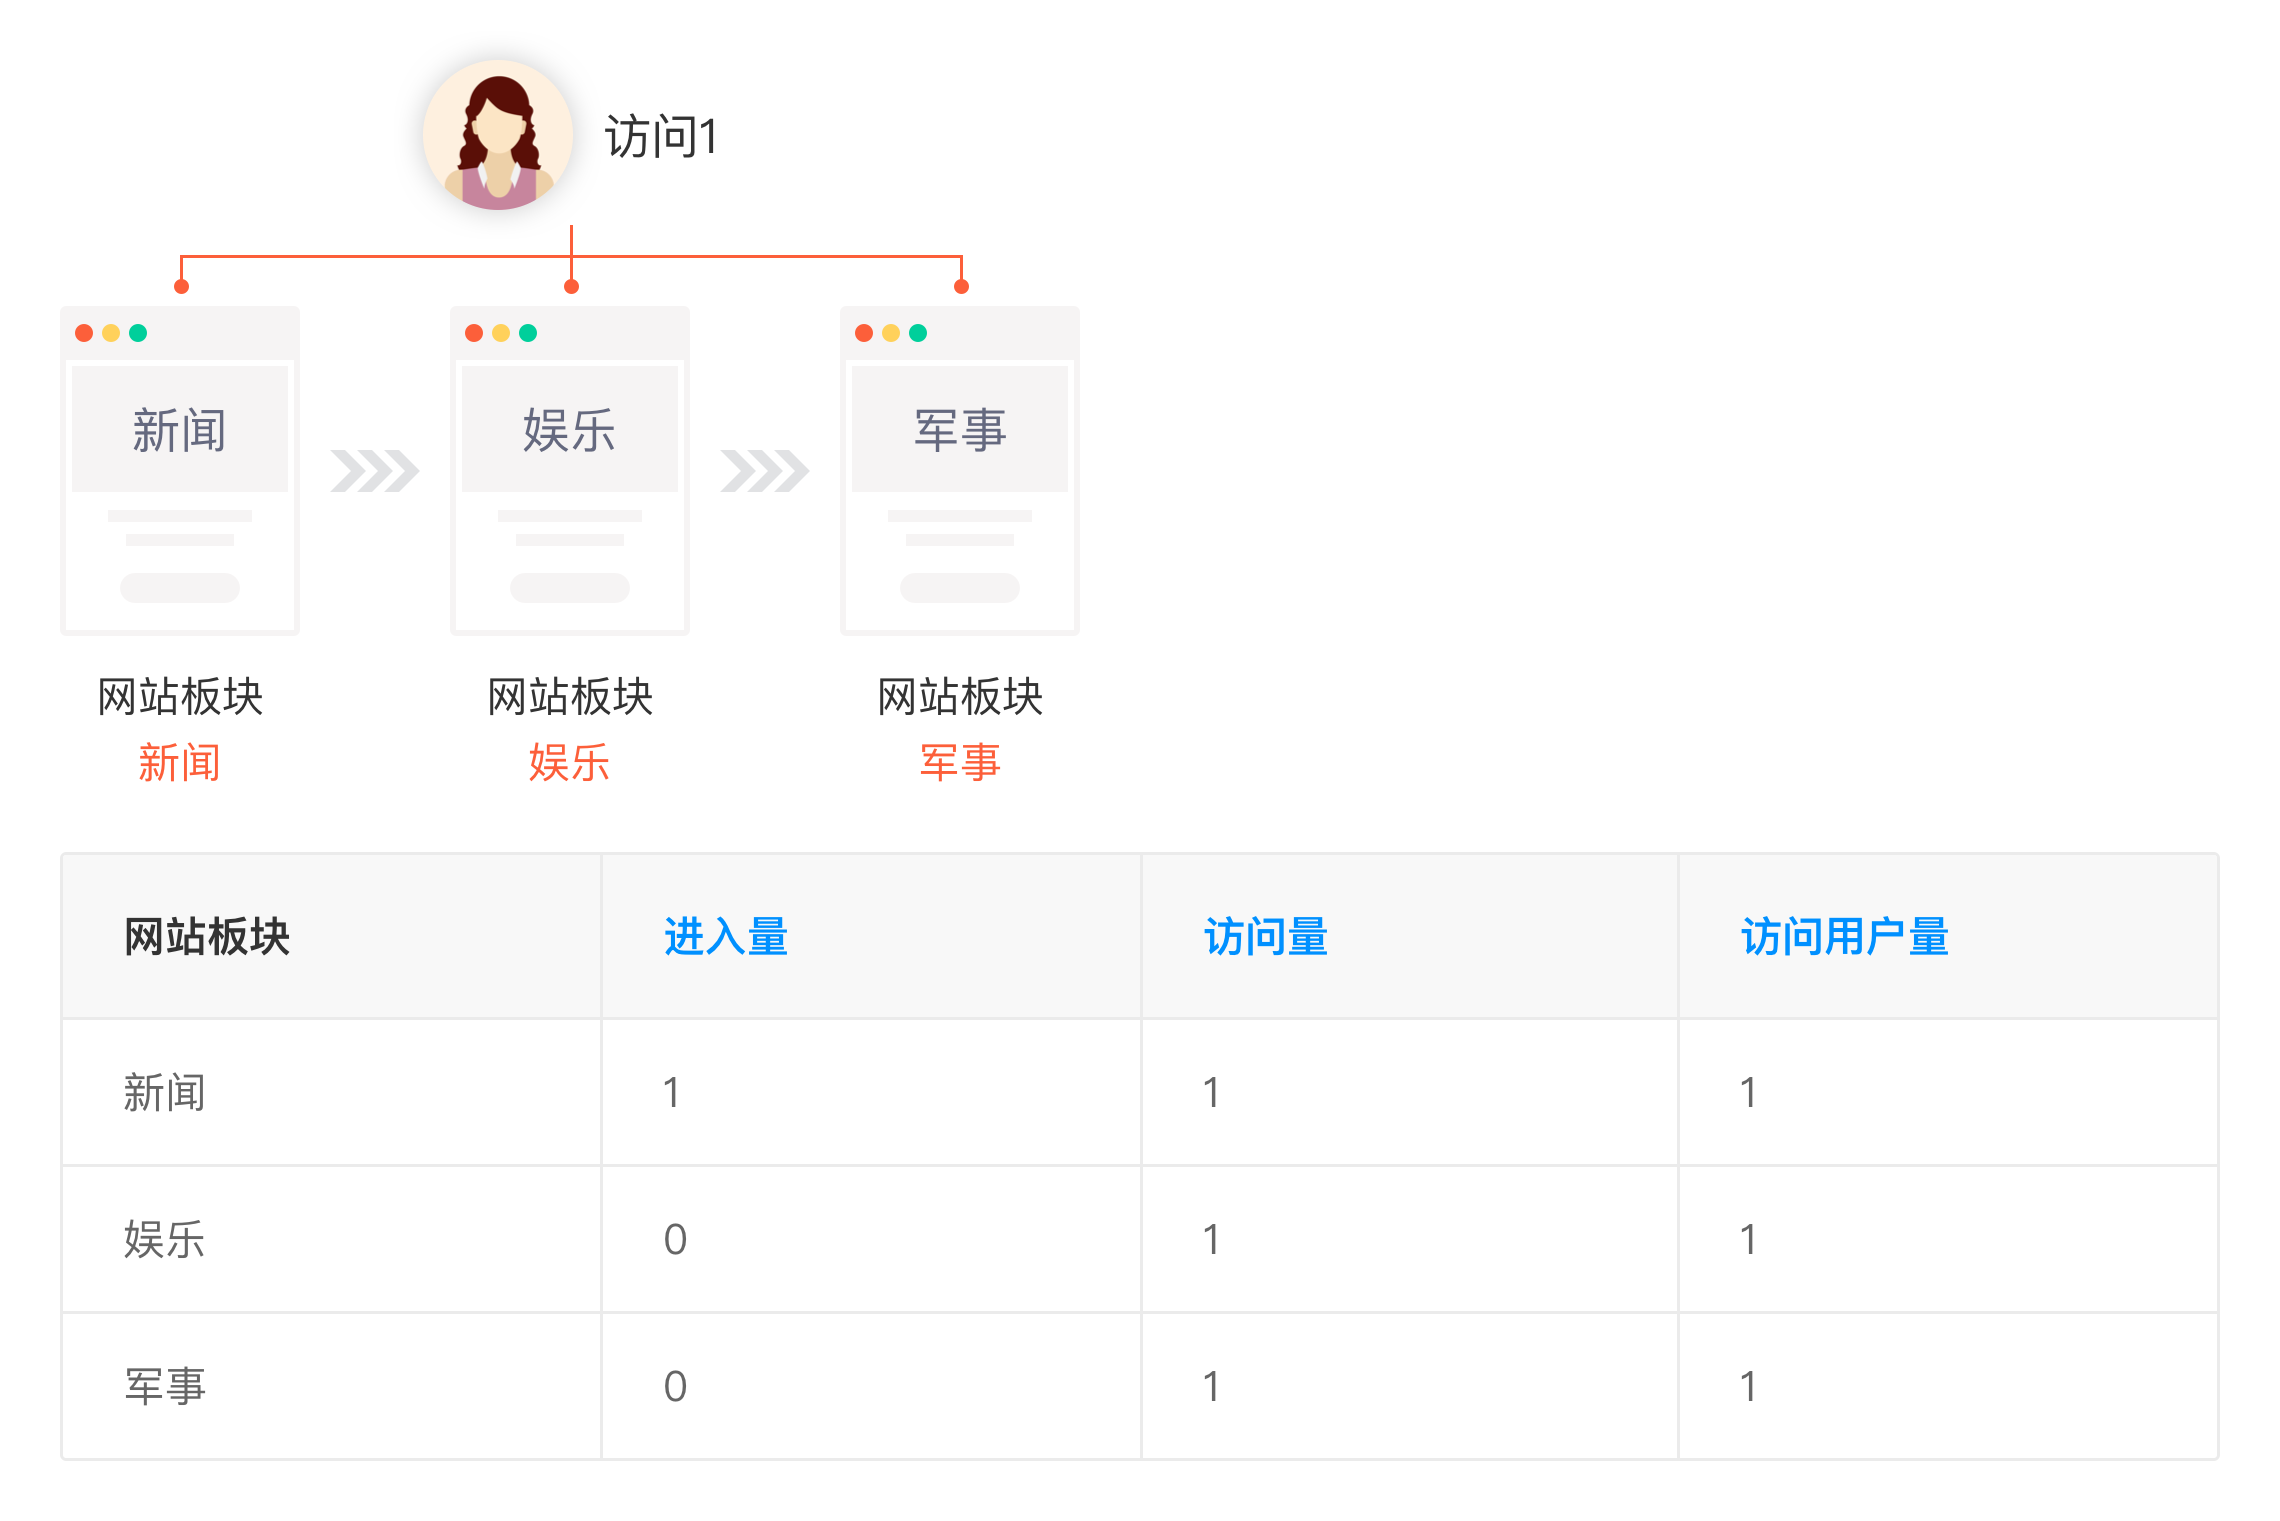 访问1
新闻 娱乐 军事
网站板块 网站板块 网站板块
新闻 娱乐 军事
网站板块 进入量 访问量 访问用户量
新闻 1 1 1
娱乐 0 1 1
军事 0 1 1